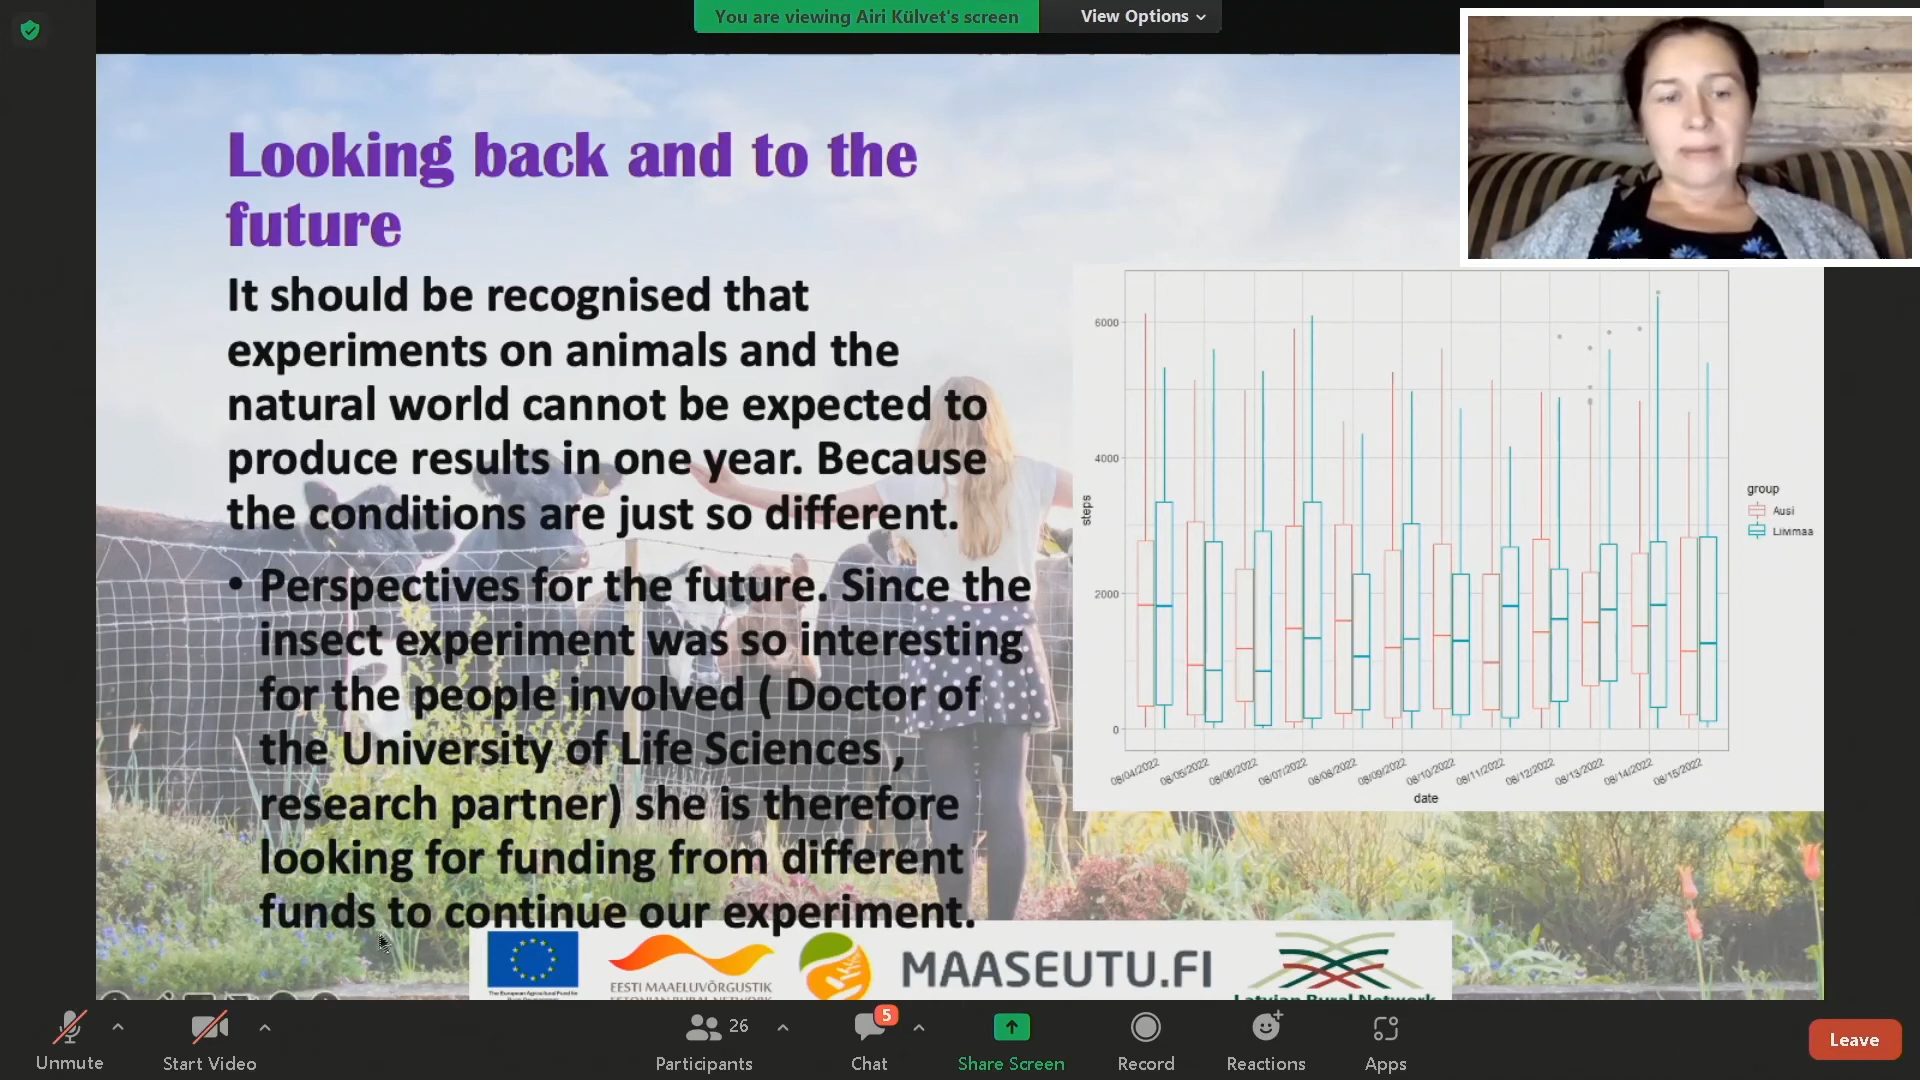 You are viewing Airi Külvet's screen
View Options
Looking back and to the
future
It should be recognised that
experiments on animals and the
natural world cannot be expected to
produce results in one year. Because
the conditions are just so different.
• Perspectives for the future. Since the
insect experiment was so interesting
for the people involved ( Doctor of
the University of Life Sciences ,
research partner) she is therefore
looking for funding from different
funds to continue our experiment.
6000
4000
2000
0
steps
08/04/2022
08/05/2022
08/06/2022
08/07/2022
08/08/2022
08/09/2022
08/10/2022
08/11/2022
08/12/2022
08/13/2022
08/14/2022
08/15/2022
date
group
Ausi
Liivimaa
EESTI MAAELUVÕRGUSTIK
ESTONIAN RURAL NETWORK
MAASEUTU.FI
Latvian Rural Network
Unmute
Start Video
26
Participants
5
Chat
Share Screen
Record
Reactions
Apps
Leave